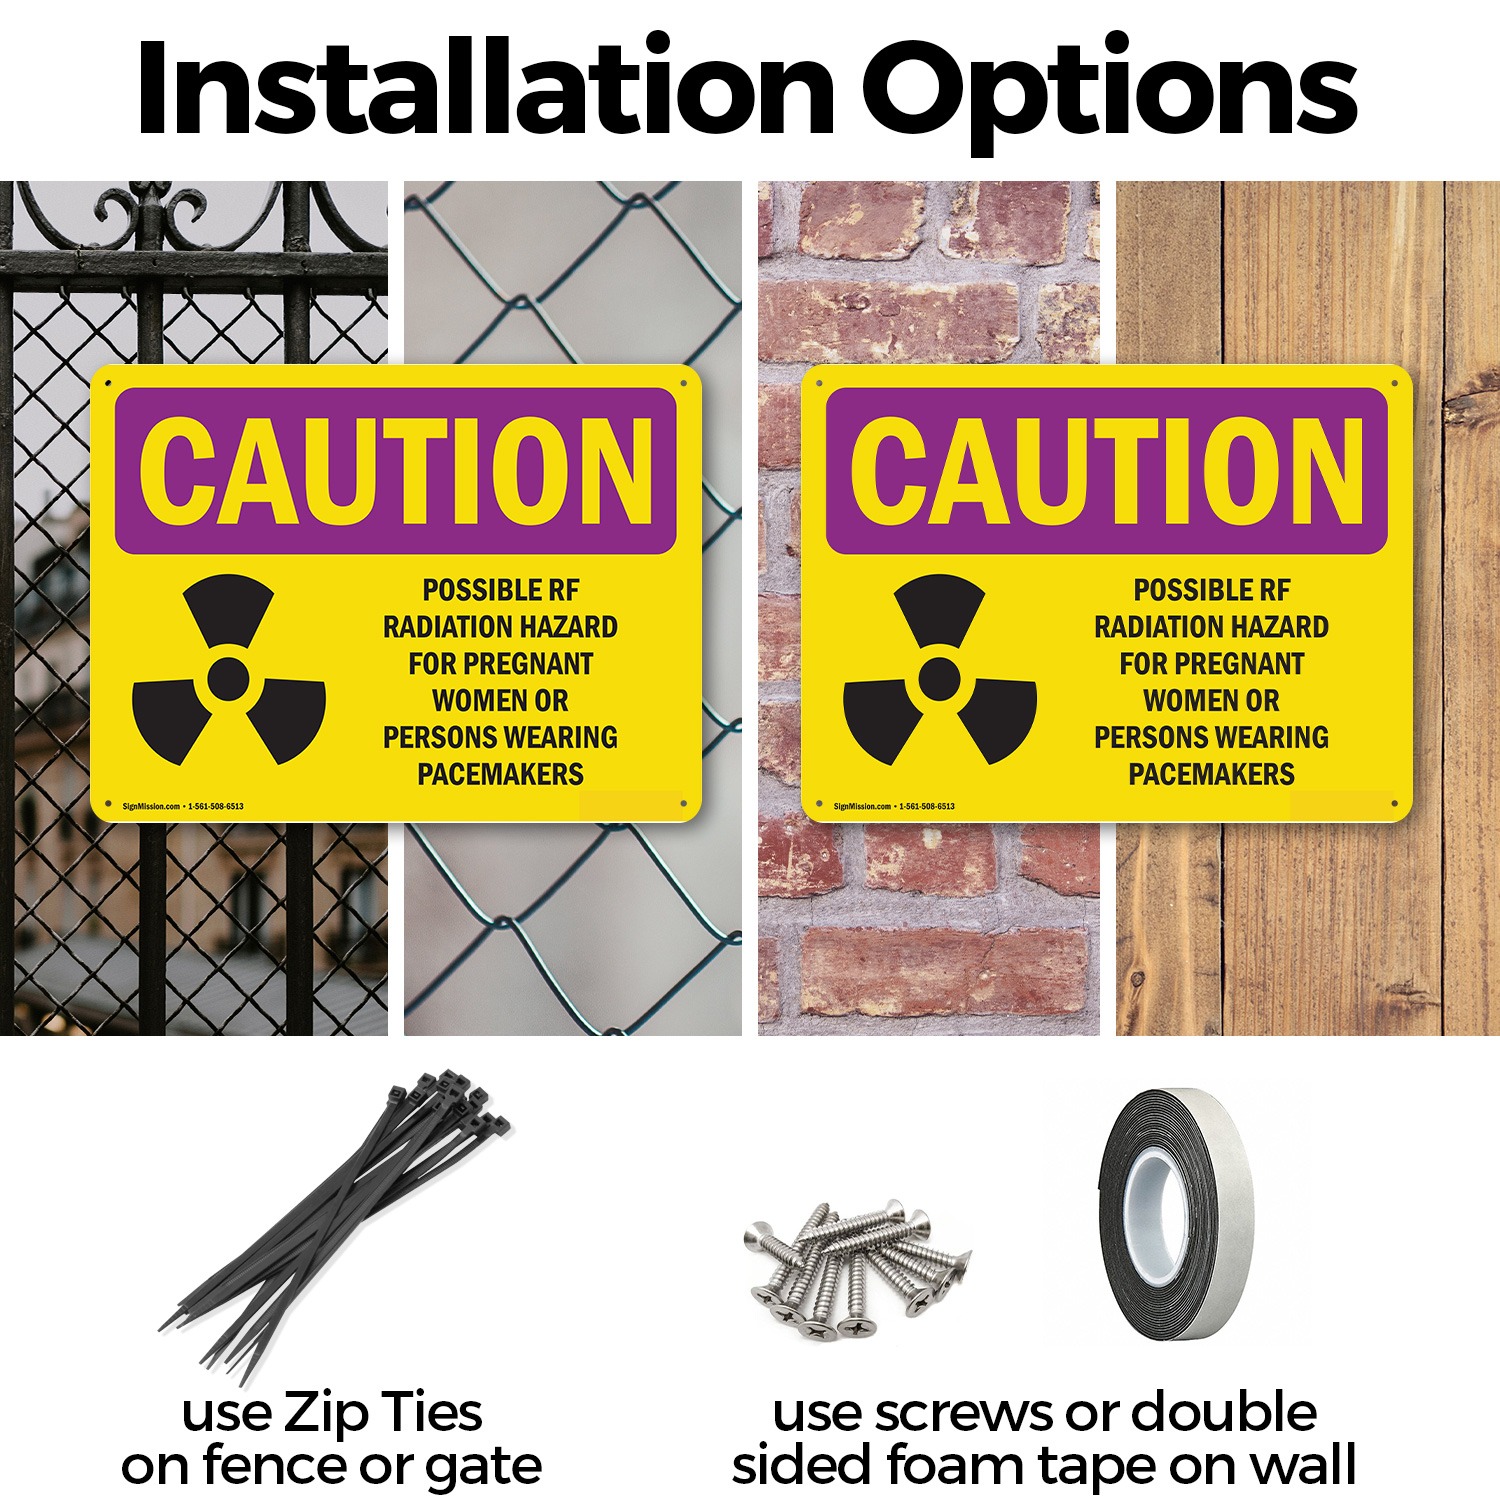 Installation Options
CAUTION
POSSIBLE RF
RADIATION HAZARD
FOR PREGNANT
WOMEN OR
PERSONS WEARING
PACEMAKERS
SignMission.com • 1-561-508-6513
CAUTION
POSSIBLE RF
RADIATION HAZARD
FOR PREGNANT
WOMEN OR
PERSONS WEARING
PACEMAKERS
SignMission.com • 1-561-508-6513
use Zip Ties
on fence or gate
use screws or double
sided foam tape on wall